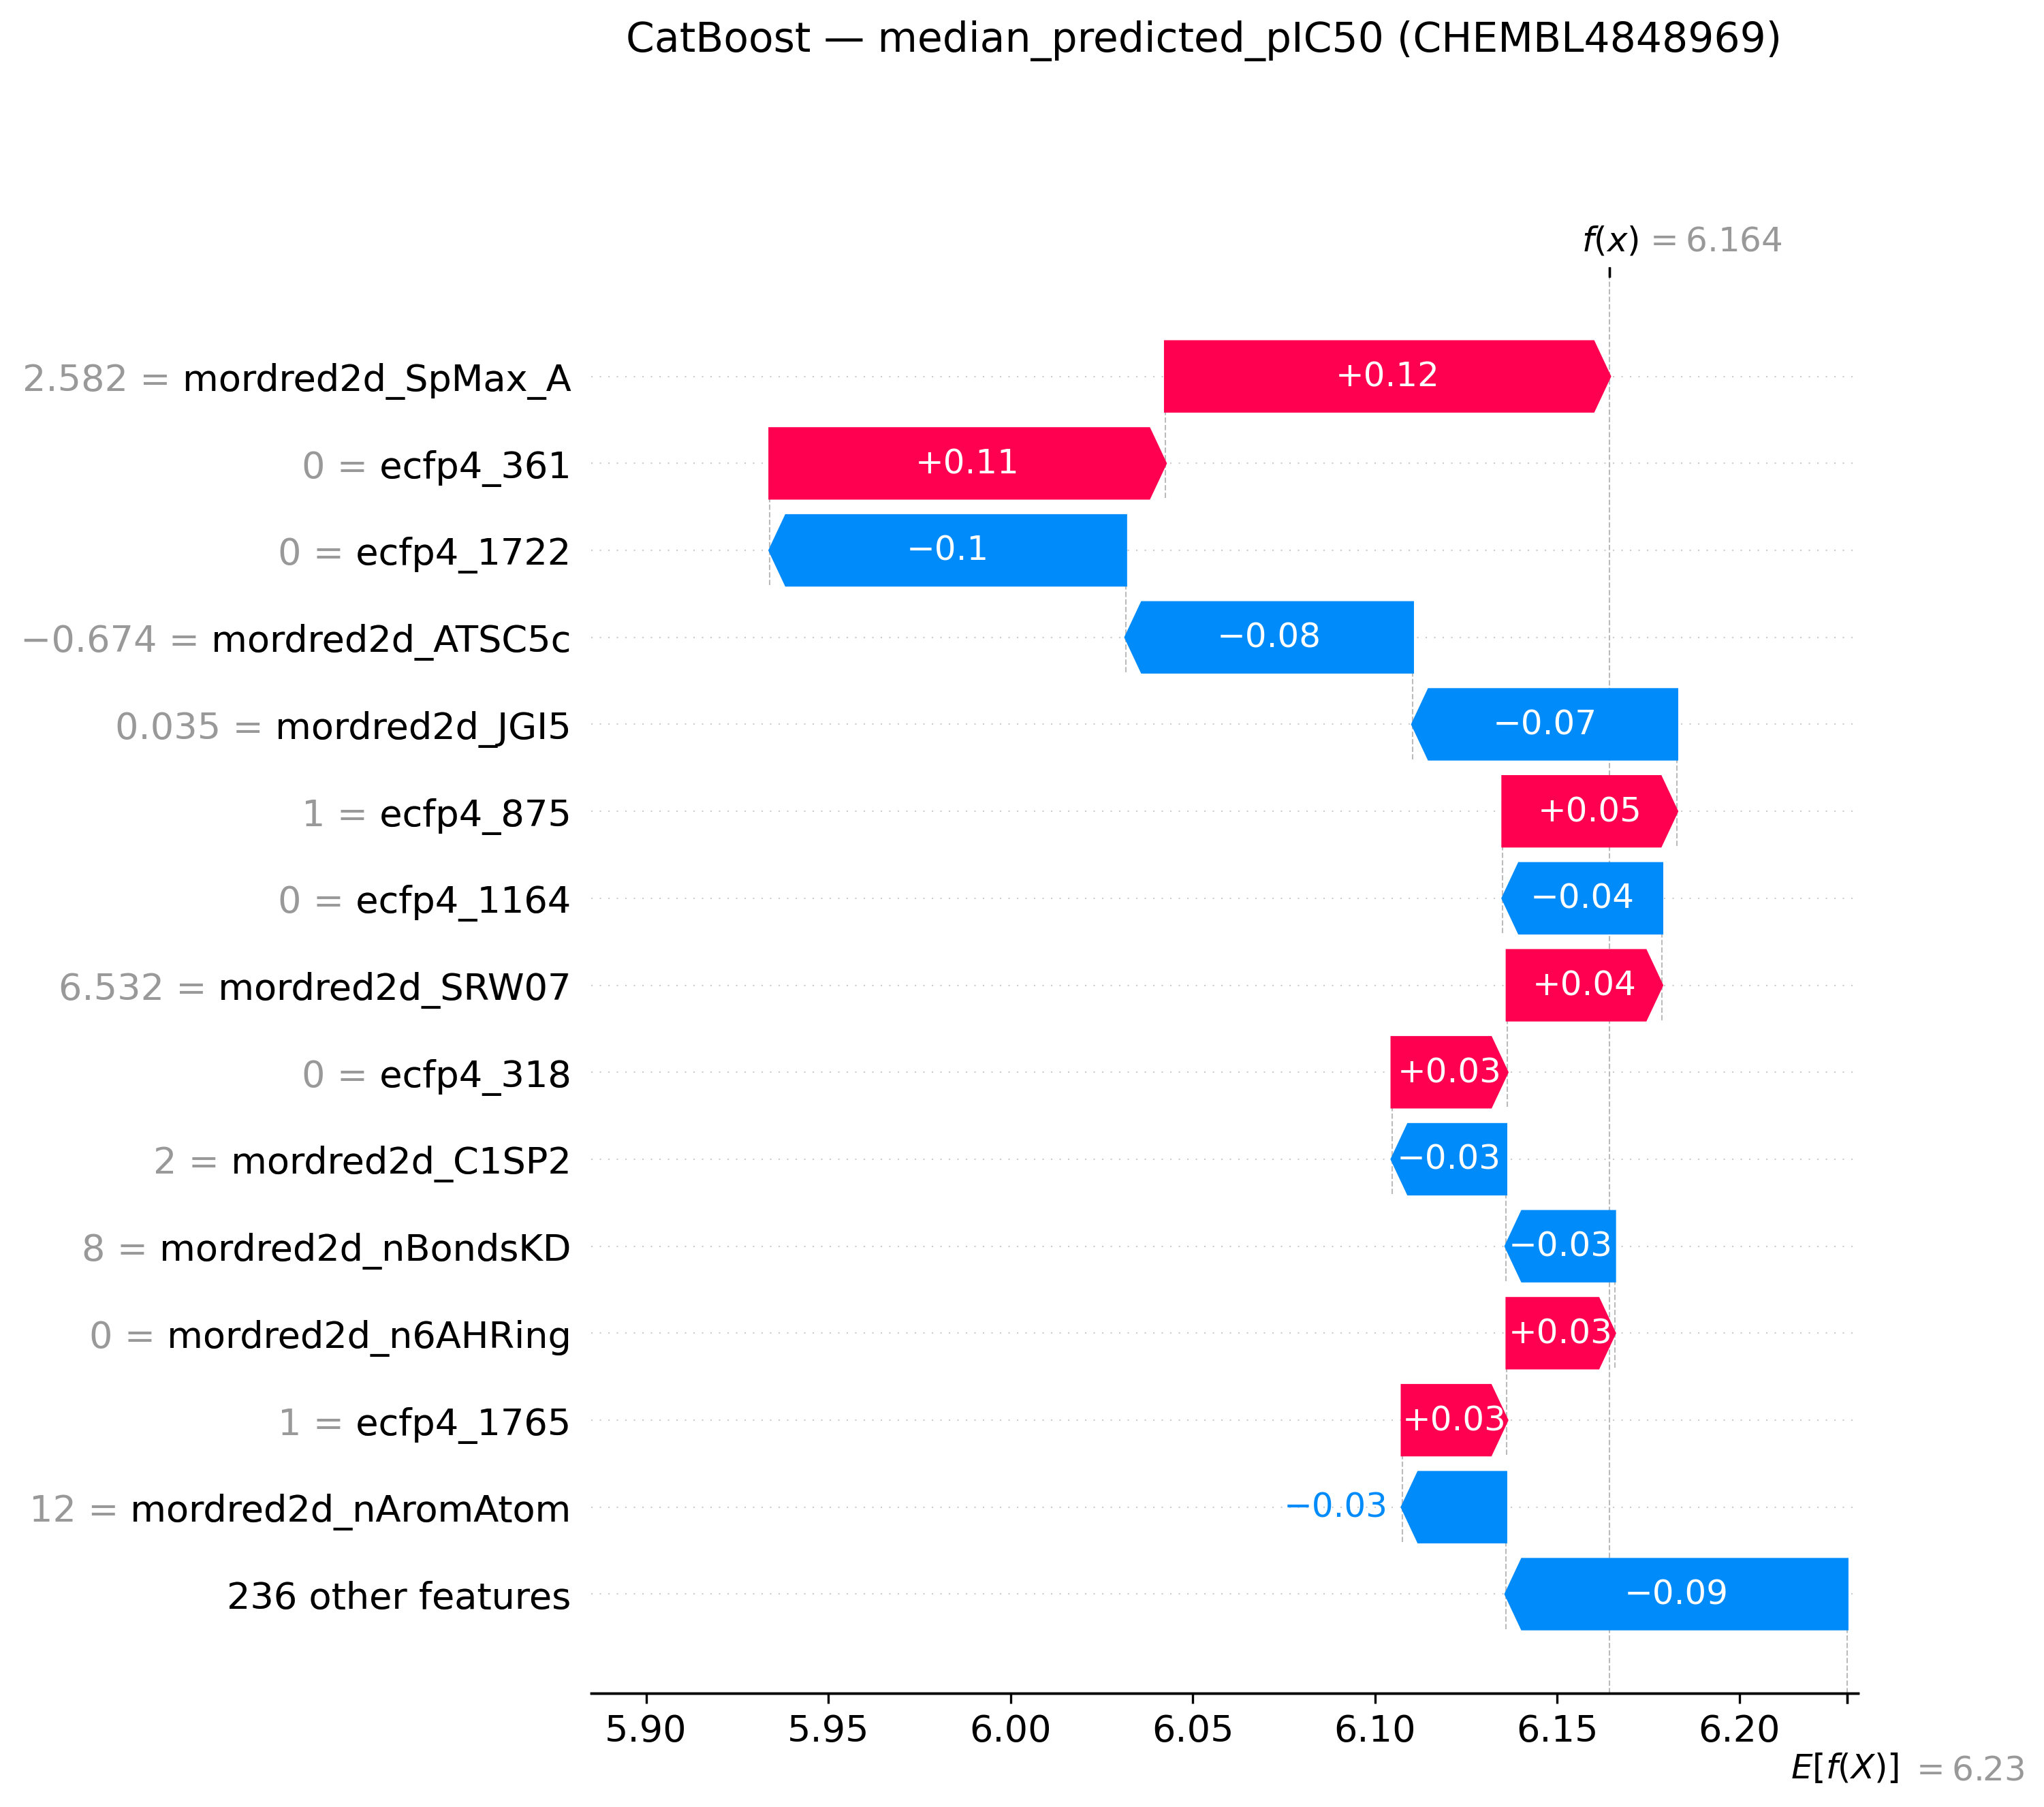 CatBoost — median_predicted_pIC50 (CHEMBL4848969)
f(x) = 6.164
2.582 = mordred2d_SpMax_A +0.12
0 = ecfp4_361 +0.11
0 = ecfp4_1722 −0.1
−0.674 = mordred2d_ATSC5c −0.08
0.035 = mordred2d_JGI5 −0.07
1 = ecfp4_875 +0.05
0 = ecfp4_1164 −0.04
6.532 = mordred2d_SRW07 +0.04
0 = ecfp4_318 +0.03
2 = mordred2d_C1SP2 −0.03
8 = mordred2d_nBondsKD −0.03
0 = mordred2d_n6AHRing +0.03
1 = ecfp4_1765 +0.03
12 = mordred2d_nAromAtom −0.03
236 other features −0.09
5.90 5.95 6.00 6.05 6.10 6.15 6.20
E[f(X)] = 6.23